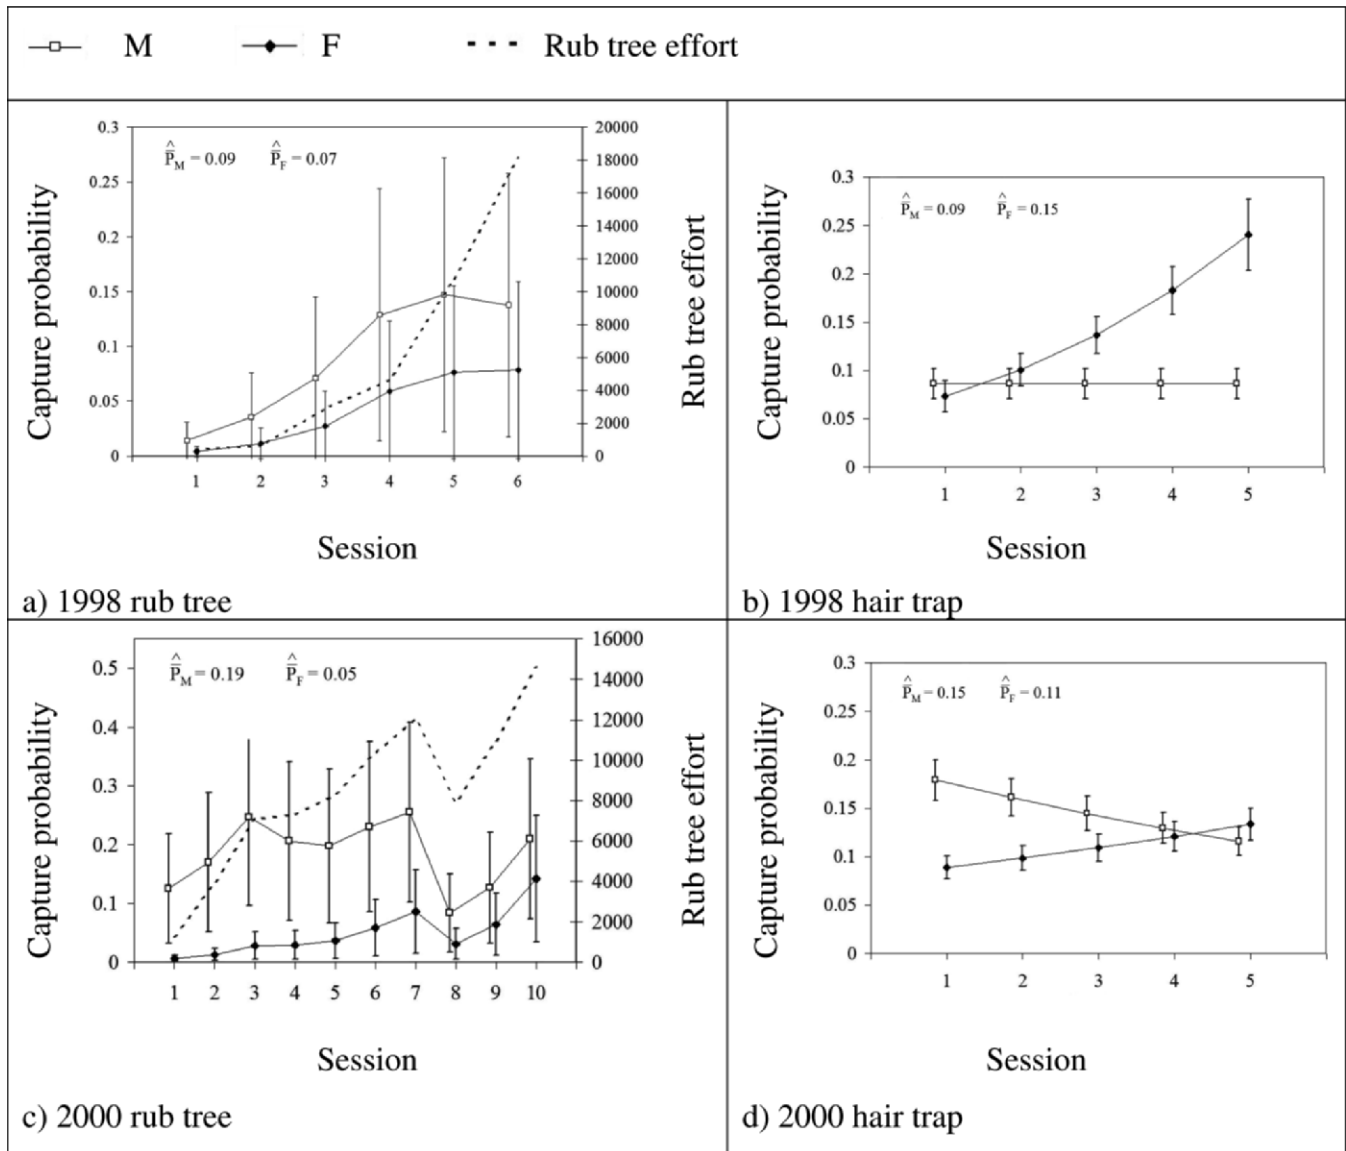 M F Rub tree effort
0.3
0.25
0.2
0.15
0.1
0.05
0
Capture probability
P̂̅M = 0.09 P̂̅F = 0.07
20000
18000
16000
14000
12000
10000
8000
6000
4000
2000
0
Rub tree effort
1 2 3 4 5 6
Session
a) 1998 rub tree
0.3
0.25
0.2
0.15
0.1
0.05
0
Capture probability
P̂̅M = 0.09 P̂̅F = 0.15
1 2 3 4 5
Session
b) 1998 hair trap
0.5
0.4
0.3
0.2
0.1
0
Capture probability
P̂̅M = 0.19 P̂̅F = 0.05
16000
14000
12000
10000
8000
6000
4000
2000
0
Rub tree effort
1 2 3 4 5 6 7 8 9 10
Session
c) 2000 rub tree
0.3
0.2
0.15
0.1
0.05
0
Capture probability
P̂̅M = 0.15 P̂̅F = 0.11
1 2 3 4 5
Session
d) 2000 hair trap